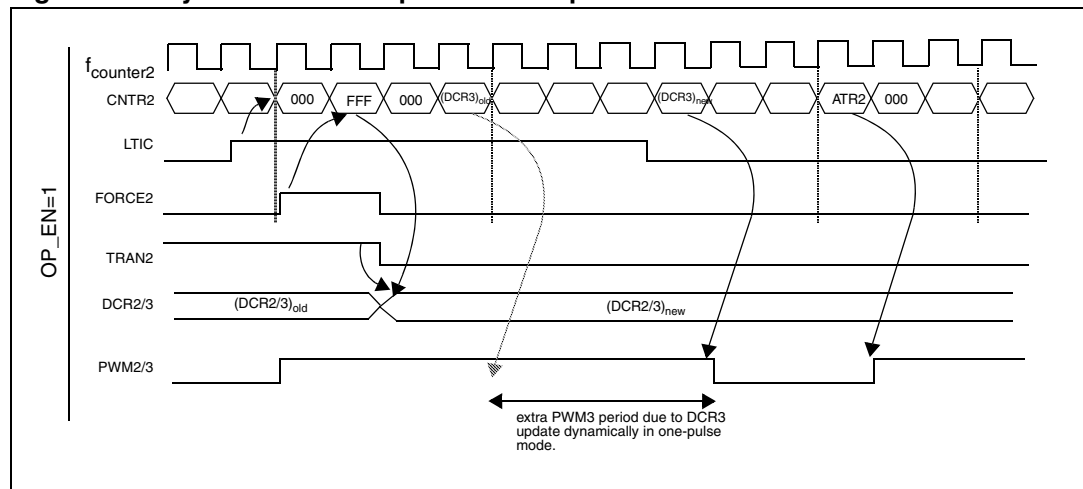 f_counter2
CNTR2 000 FFF 000 (DCR3)old (DCR3)new ATR2 000
LTIC
FORCE2
TRAN2
DCR2/3 (DCR2/3)old (DCR2/3)new
PWM2/3
extra PWM3 period due to DCR3
update dynamically in one-pulse
mode.
OP_EN=1